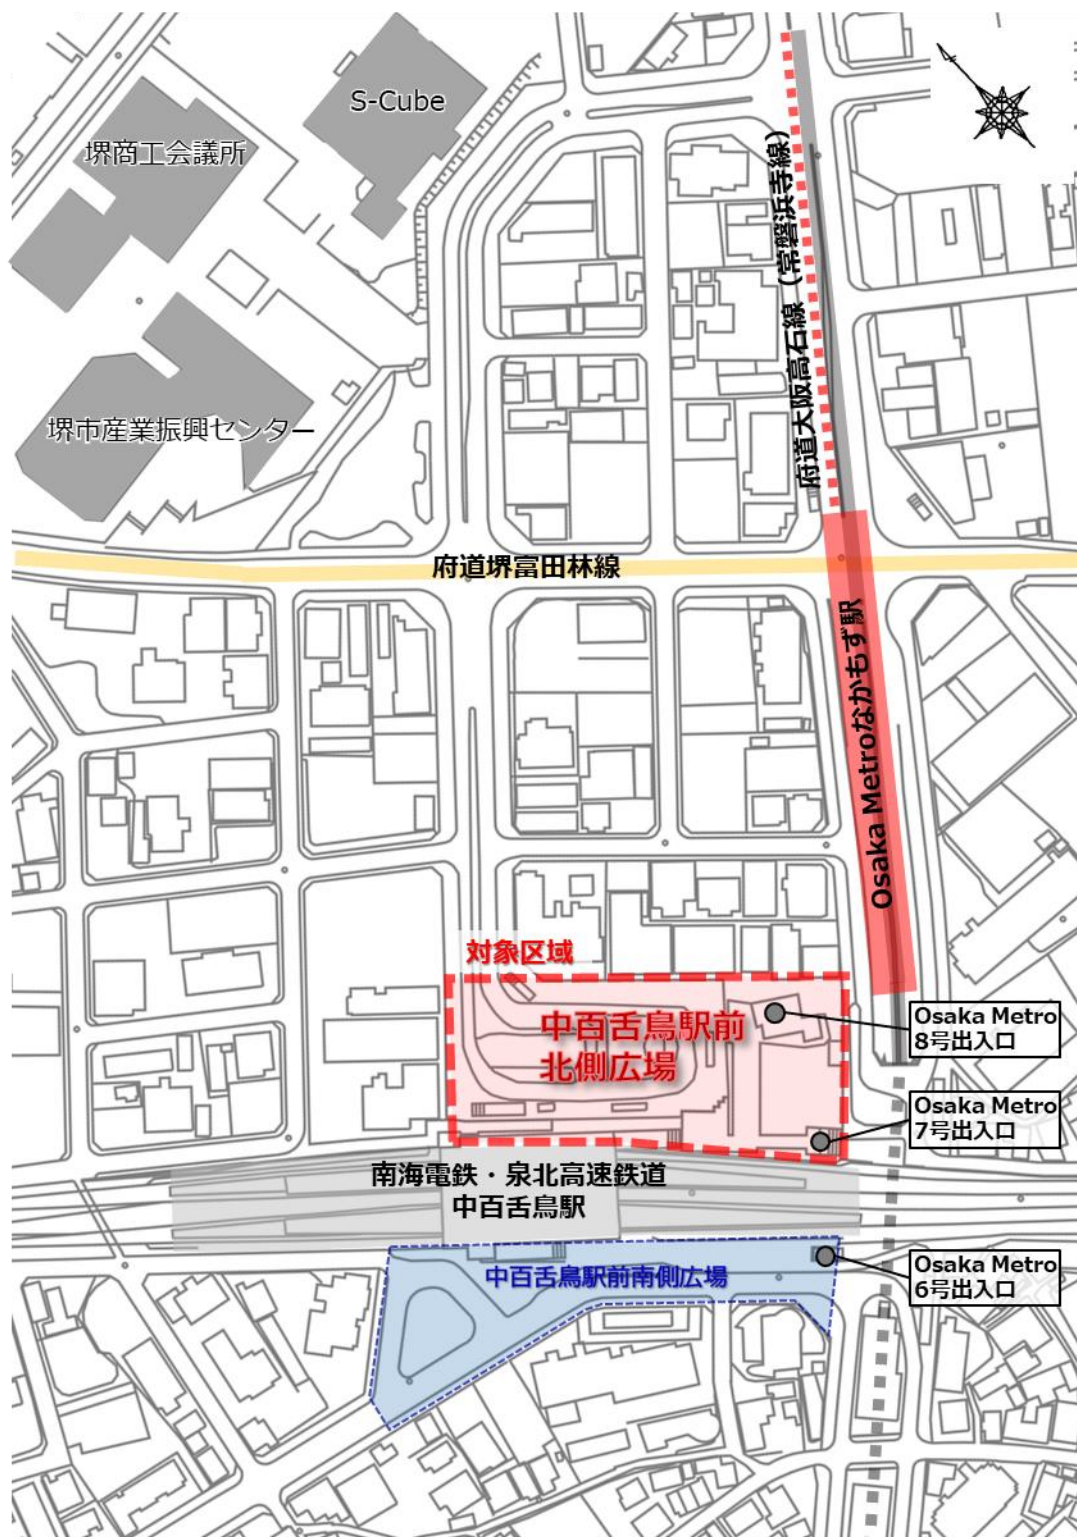 S-Cube
堺商工会議所
府道大阪高石線（常磐浜寺線）
堺市産業振興センター
府道堺富田林線
Osaka Metroなかもず駅
対象区域
中百舌鳥駅前
北側広場
Osaka Metro
8号出入口
Osaka Metro
7号出入口
南海電鉄・泉北高速鉄道
中百舌鳥駅
Osaka Metro
6号出入口
中百舌鳥駅前南側広場